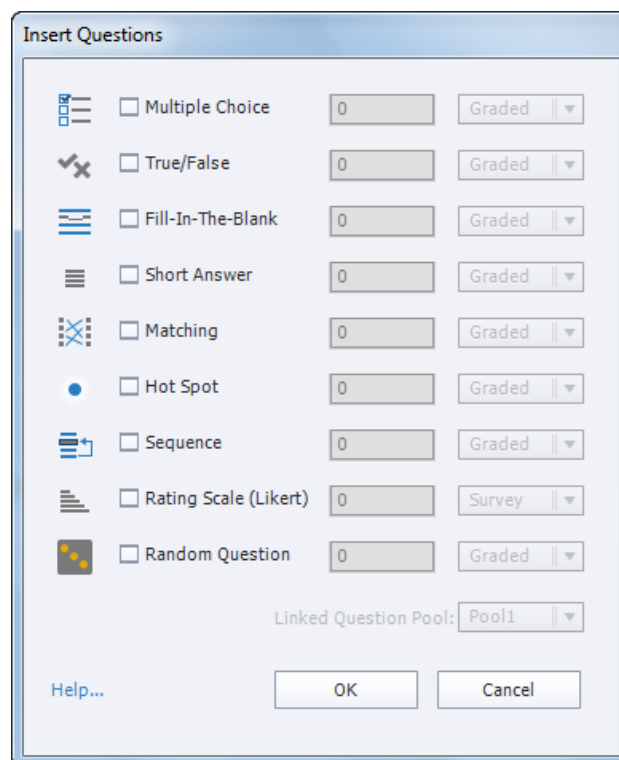 Insert Questions
Multiple Choice 0 Graded
True/False 0 Graded
Fill-In-The-Blank 0 Graded
Short Answer 0 Graded
Matching 0 Graded
Hot Spot 0 Graded
Sequence 0 Graded
Rating Scale (Likert) 0 Survey
Random Question 0 Graded
Linked Question Pool: Pool1
Help... OK Cancel